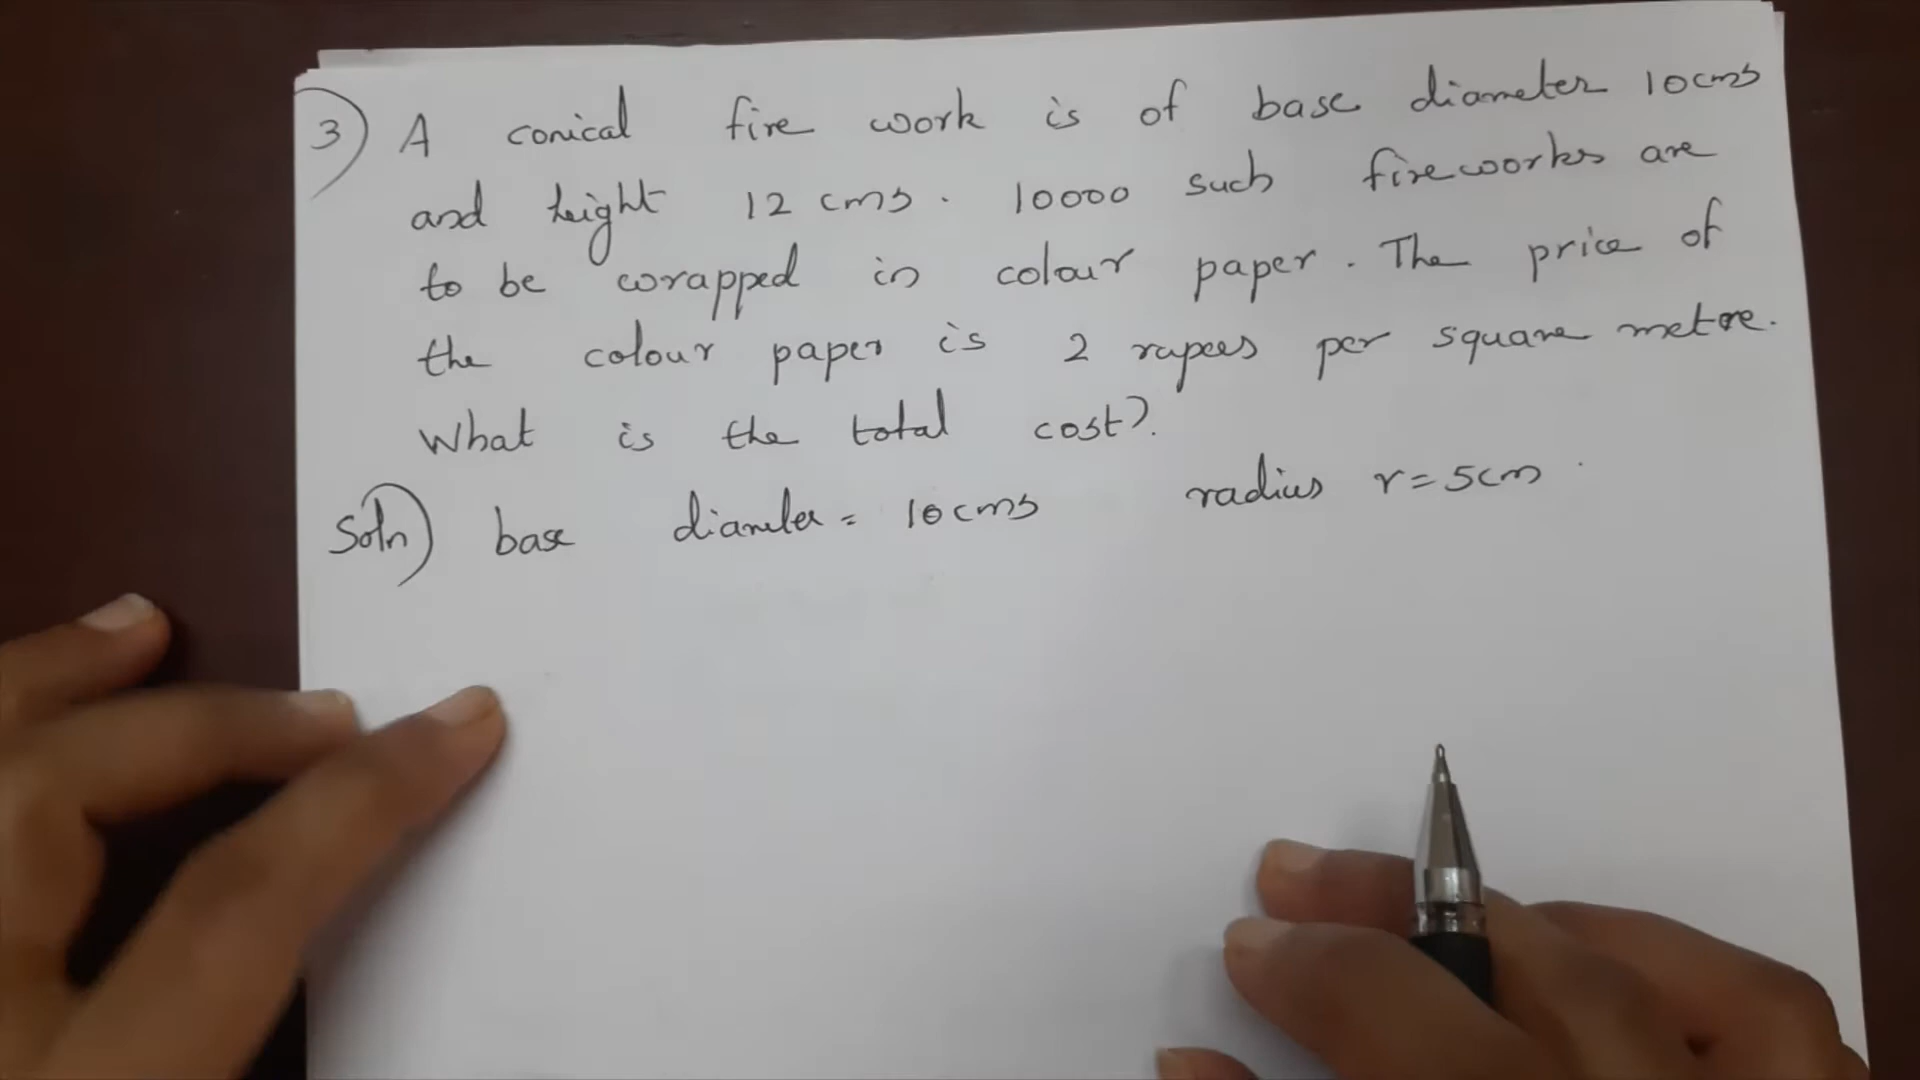 3) A conical fire work is of base diameter 10cms
and height 12 cms. 10000 such fireworks are
to be wrapped in colour paper. The price of
the colour paper is 2 rupees per square metre.
What is the total cost?
Soln) base diameter = 10cms radius r = 5cm